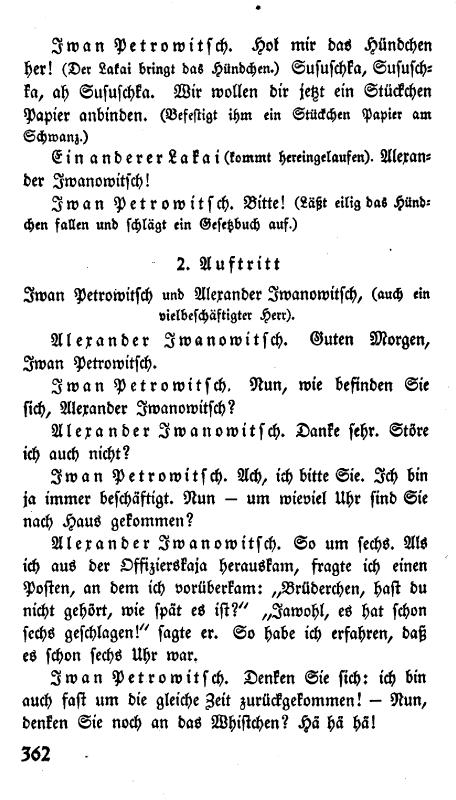 Iwan Petrowitsch. Hol mir das Hündchen
her! (Der Lakai bringt das Hündchen.) Sususchka, Sususch-
ka, ah Sususchka. Wir wollen dir jetzt ein Stückchen
Papier anbinden. (Befestigt ihm ein Stückchen Papier am
Schwanz.)
Ein anderer Lakai (kommt hereingelaufen). Alexan-
der Iwanowitsch!
Iwan Petrowitsch. Bitte! (Läßt eilig das Hünd-
chen fallen und schlägt ein Gesetzbuch auf.)
2. Auftritt
Iwan Petrowitsch und Alexander Iwanowitsch, (auch ein
vielbeschäftigter Herr).
Alexander Iwanowitsch. Guten Morgen,
Iwan Petrowitsch.
Iwan Petrowitsch. Nun, wie befinden Sie
sich, Alexander Iwanowitsch?
Alexander Iwanowitsch. Danke sehr. Störe
ich auch nicht?
Iwan Petrowitsch. Ach, ich bitte Sie. Ich bin
ja immer beschäftigt. Nun — um wieviel Uhr sind Sie
nach Haus gekommen?
Alexander Iwanowitsch. So um sechs. Als
ich aus der Offizierskaja herauskam, fragte ich einen
Posten, an dem ich vorüberkam: „Brüderchen, hast du
nicht gehört, wie spät es ist?“ „Jawohl, es hat schon
sechs geschlagen!“ sagte er. So habe ich erfahren, daß
es schon sechs Uhr war.
Iwan Petrowitsch. Denken Sie sich: ich bin
auch fast um die gleiche Zeit zurückgekommen! — Nun,
denken Sie noch an das Whistchen? Hä hä hä!
362